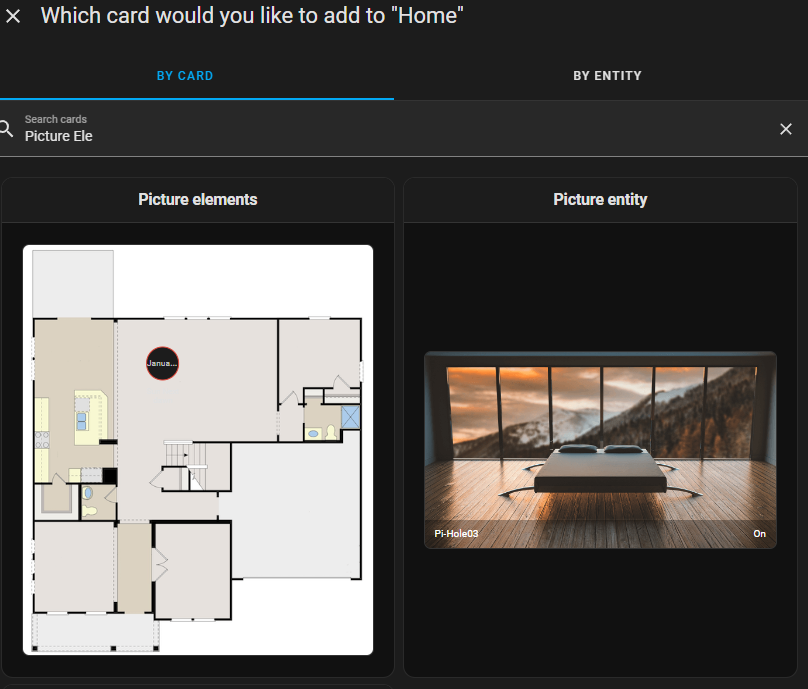 Which card would you like to add to "Home"
BY CARD
BY ENTITY
Search cards
Picture Ele
Picture elements
Picture entity
Janua...
Pi-Hole03
On